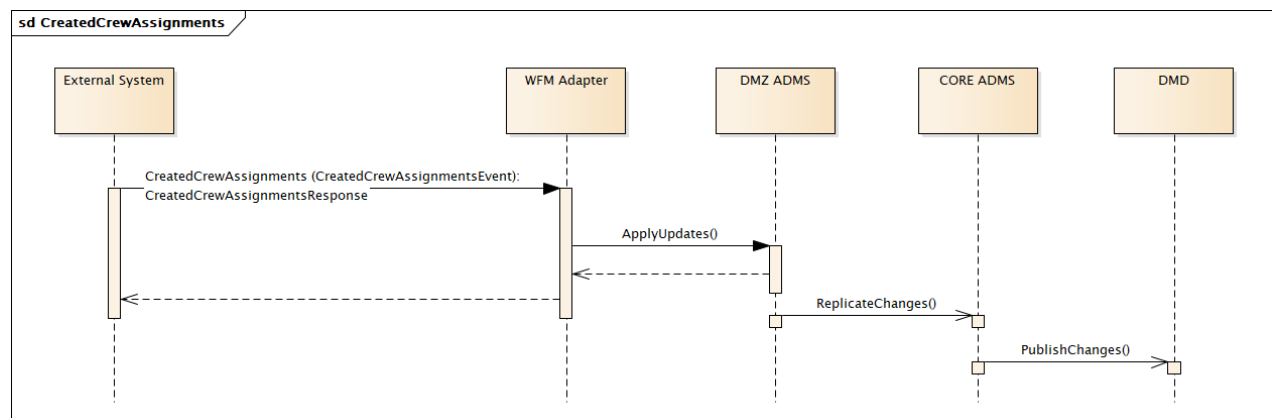 sd CreatedCrewAssignments
External System
WFM Adapter
DMZ ADMS
CORE ADMS
DMD
CreatedCrewAssignments (CreatedCrewAssignmentsEvent):
CreatedCrewAssignmentsResponse
ApplyUpdates()
ReplicateChanges()
PublishChanges()